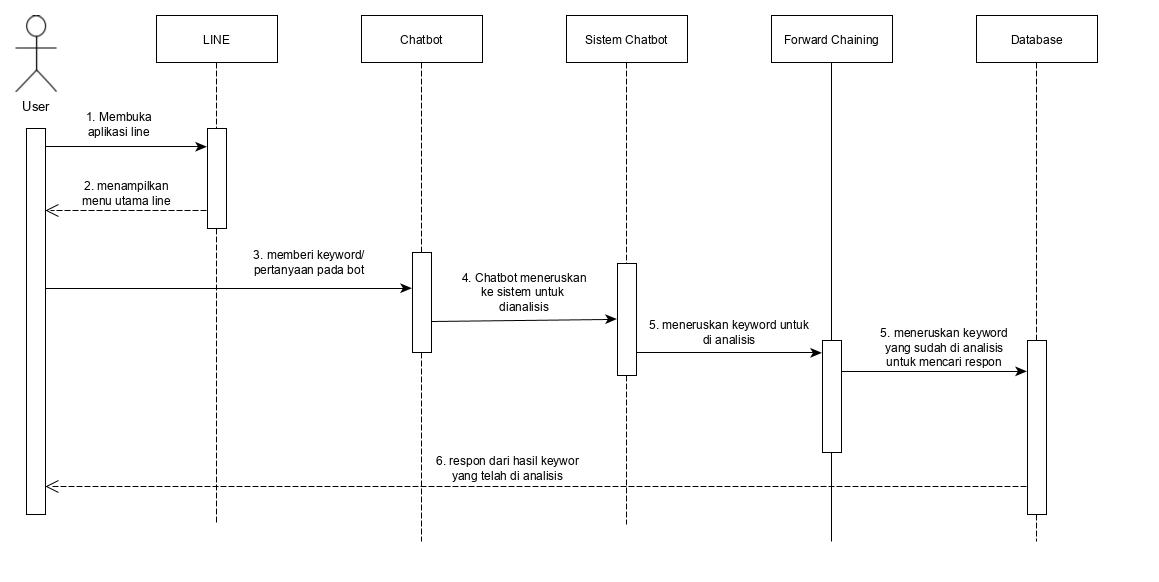 LINE
Chatbot
Sistem Chatbot
Forward Chaining
Database
User
1. Membuka
aplikasi line
2. menampilkan
menu utama line
3. memberi keyword/
pertanyaan pada bot
4. Chatbot meneruskan
ke sistem untuk
dianalisis
5. meneruskan keyword untuk
di analisis
5. meneruskan keyword
yang sudah di analisis
untuk mencari respon
6. respon dari hasil keywor
yang telah di analisis